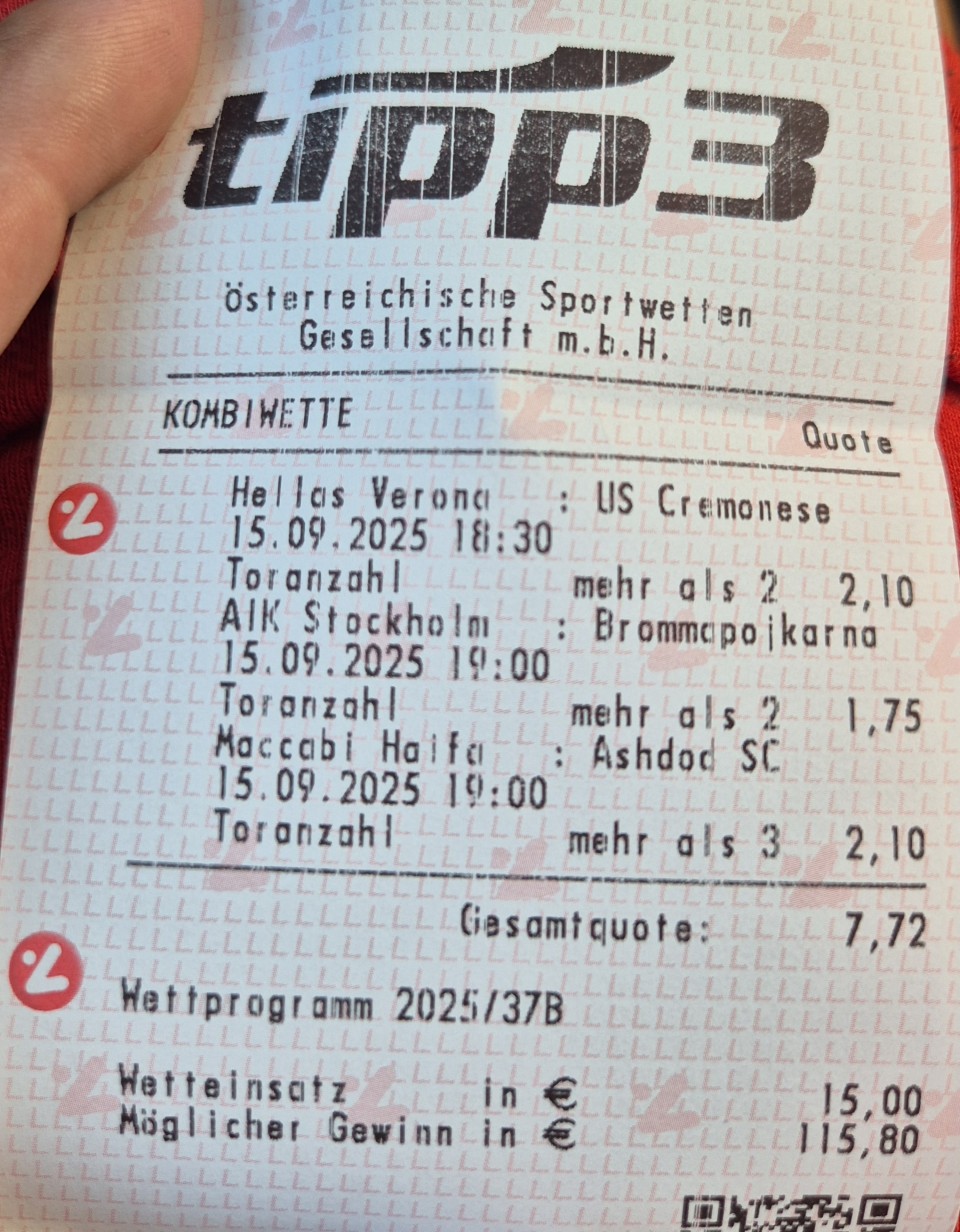 tipp3
österreichische Sportwetten
Gesellschaft m.b.H.
KOMBIWETTE Quote
Hellas Verona : US Cremonese
15.09.2025 18:30
Toranzahl mehr als 2 2,10
AIK Stockholm : Brommapojkarna
15.09.2025 19:00
Toranzahl mehr als 2 1,75
Maccabi Haifa : Ashdod SC
15.09.2025 19:00
Toranzahl mehr als 3 2,10
Gesamtquote: 7,72
Wettprogramm 2025/37B
Wetteinsatz in € 15,00
Möglicher Gewinn in € 115,80